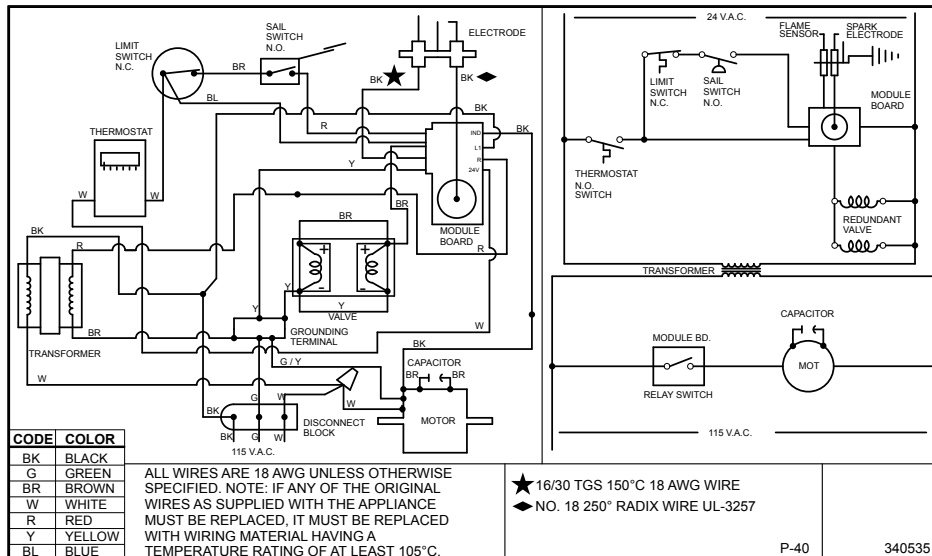 LIMIT
SWITCH
N.C.
SAIL
SWITCH
N.O.
ELECTRODE
BR
BK
BK
BL
BK
R
BK
THERMOSTAT
IND
L1
R
24V
Y
W
W
BR
MODULE
BOARD
R
BK
R
+
+
-
-
Y
Y
VALVE
Y
Y
W
BR
GROUNDING
TERMINAL
BK
TRANSFORMER
G / Y
CAPACITOR
BR
BR
W
W
G
W
BK
DISCONNECT
BLOCK
MOTOR
BK
G
W
115 V.A.C.
24 V.A.C.
FLAME
SENSOR
SPARK
ELECTRODE
LIMIT
SWITCH
N.C.
SAIL
SWITCH
N.O.
MODULE
BOARD
THERMOSTAT
N.O.
SWITCH
REDUNDANT
VALVE
TRANSFORMER
CAPACITOR
MODULE BD.
MOT
RELAY SWITCH
115 V.A.C.
CODE COLOR
BK BLACK
G GREEN
BR BROWN
W WHITE
R RED
Y YELLOW
BL BLUE
ALL WIRES ARE 18 AWG UNLESS OTHERWISE
SPECIFIED. NOTE: IF ANY OF THE ORIGINAL
WIRES AS SUPPLIED WITH THE APPLIANCE
MUST BE REPLACED, IT MUST BE REPLACED
WITH WIRING MATERIAL HAVING A
TEMPERATURE RATING OF AT LEAST 105°C.
16/30 TGS 150°C 18 AWG WIRE
NO. 18 250° RADIX WIRE UL-3257
P-40
340535